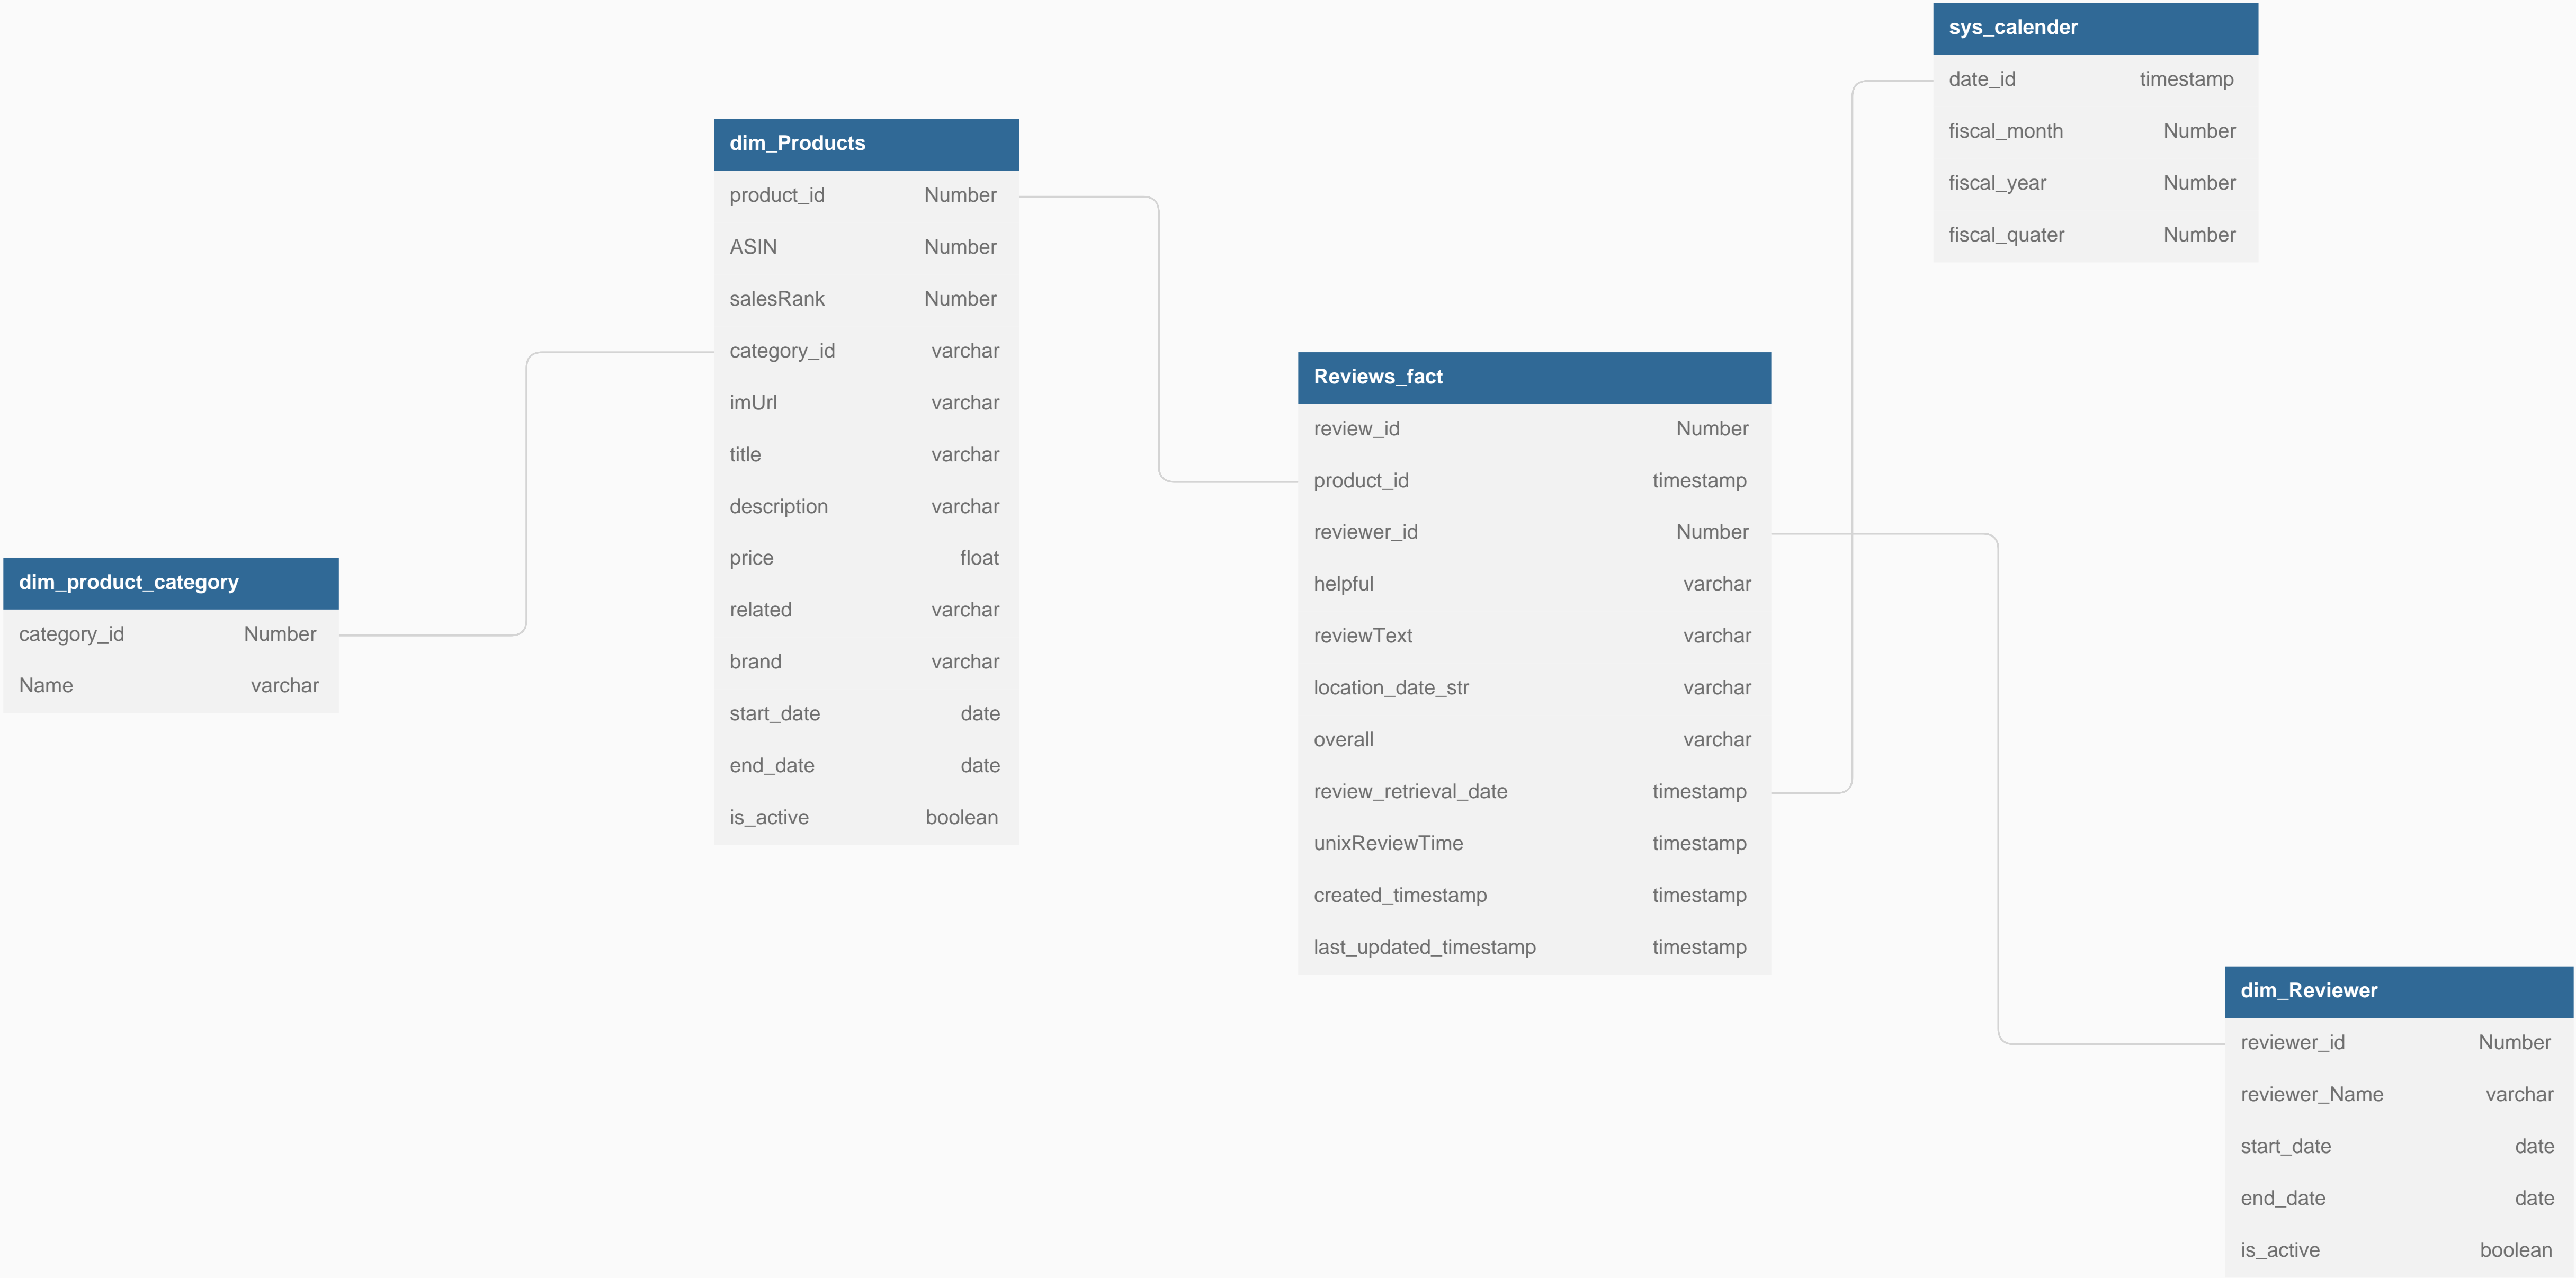 sys_calender
date_id timestamp
fiscal_month Number
fiscal_year Number
fiscal_quater Number
dim_Products
product_id Number
ASIN Number
salesRank Number
category_id varchar
imUrl varchar
title varchar
description varchar
price float
related varchar
brand varchar
start_date date
end_date date
is_active boolean
Reviews_fact
review_id Number
product_id timestamp
reviewer_id Number
helpful varchar
reviewText varchar
location_date_str varchar
overall varchar
review_retrieval_date timestamp
unixReviewTime timestamp
created_timestamp timestamp
last_updated_timestamp timestamp
dim_product_category
category_id Number
Name varchar
dim_Reviewer
reviewer_id Number
reviewer_Name varchar
start_date date
end_date date
is_active boolean